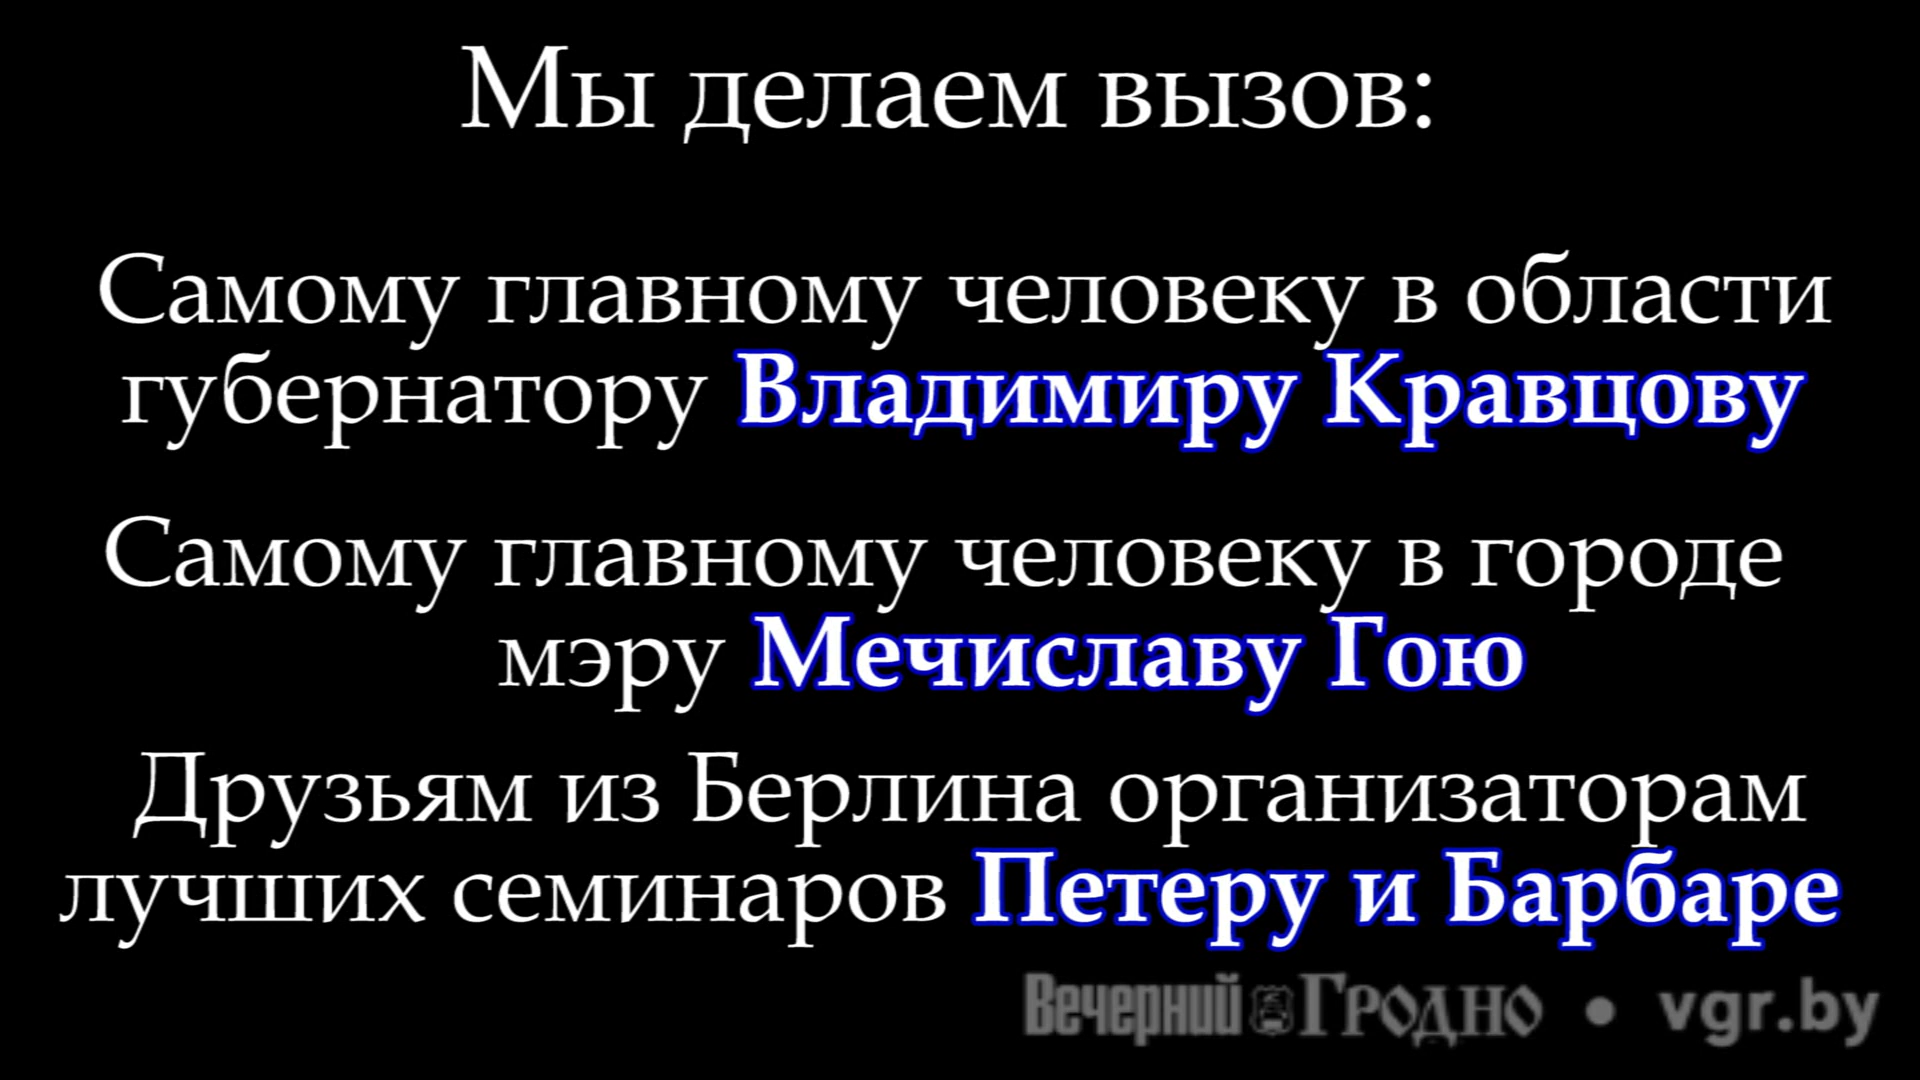 Мы делаем вызов:
Самому главному человеку в области
губернатору Владимиру Кравцову
Самому главному человеку в городе
мэру Мечиславу Гою
Друзьям из Берлина организаторам
лучших семинаров Петеру и Барбаре
Вечерний Гродно • vgr.by